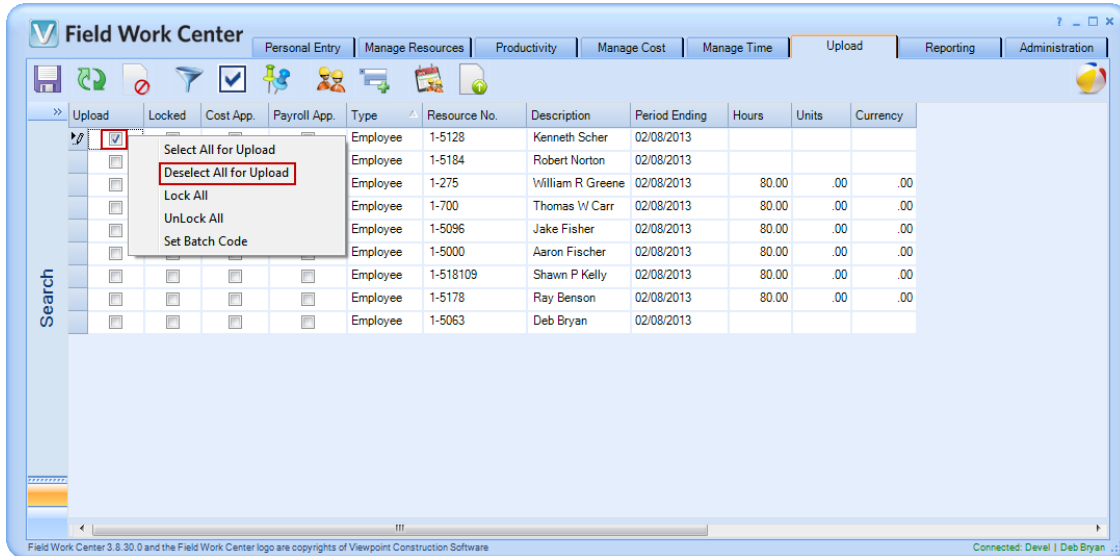 ? _ □ X
V Field Work Center
Personal Entry Manage Resources Productivity Manage Cost Manage Time Upload Reporting Administration
» Upload Locked Cost App. Payroll App. Type Resource No. Description Period Ending Hours Units Currency
Employee 1-5128 Kenneth Scher 02/08/2013
Select All for Upload
Employee 1-5184 Robert Norton 02/08/2013
Deselect All for Upload
Employee 1-275 William R Greene 02/08/2013 80.00 .00 .00
Lock All
Employee 1-700 Thomas W Carr 02/08/2013 80.00 .00 .00
UnLock All
Employee 1-5096 Jake Fisher 02/08/2013 80.00 .00 .00
Set Batch Code
Employee 1-5000 Aaron Fischer 02/08/2013 80.00 .00 .00
Employee 1-518109 Shawn P Kelly 02/08/2013 80.00 .00 .00
Employee 1-5178 Ray Benson 02/08/2013 80.00 .00 .00
Employee 1-5063 Deb Bryan 02/08/2013
Search
Field Work Center 3.8.30.0 and the Field Work Center logo are copyrights of Viewpoint Construction Software
Connected: Devel | Deb Bryan